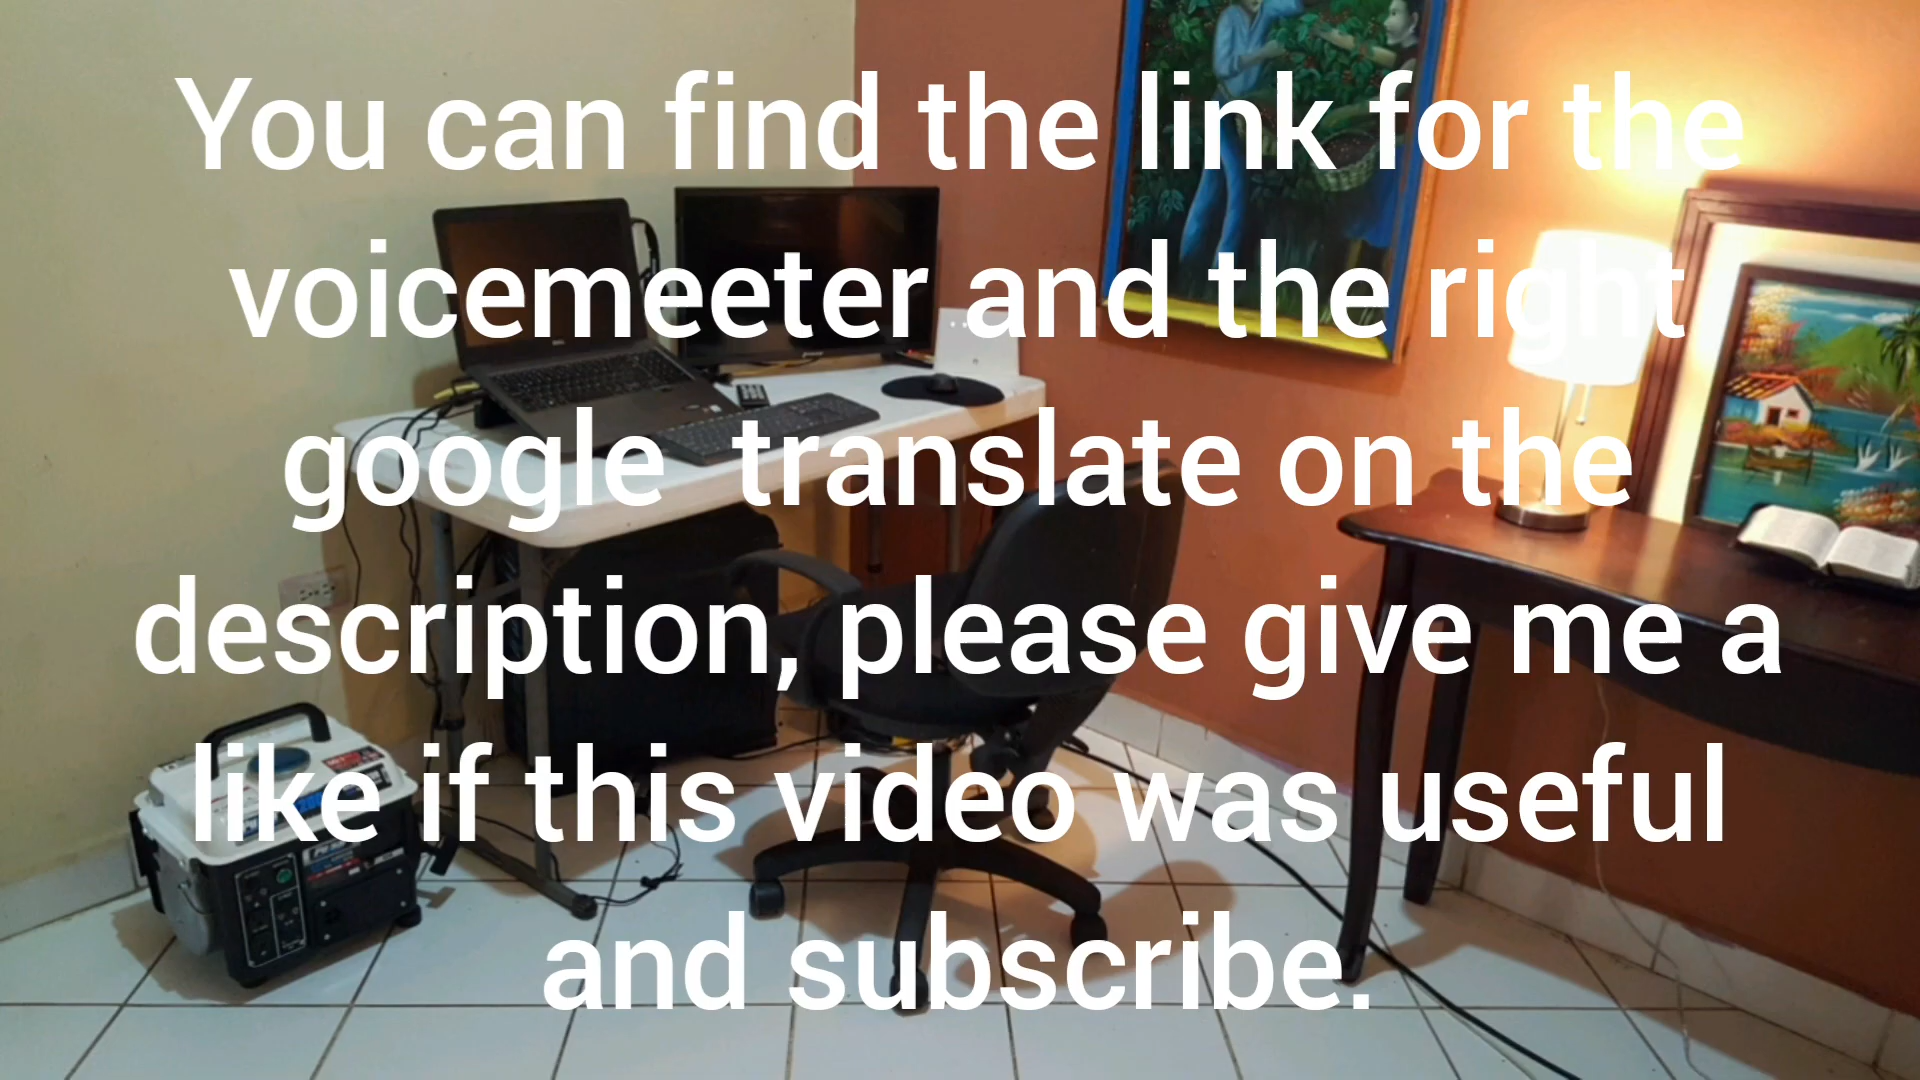 You can find the link for the
voicemeeter and the right
google  translate on the
description, please give me a
like if this video was useful
and subscribe.